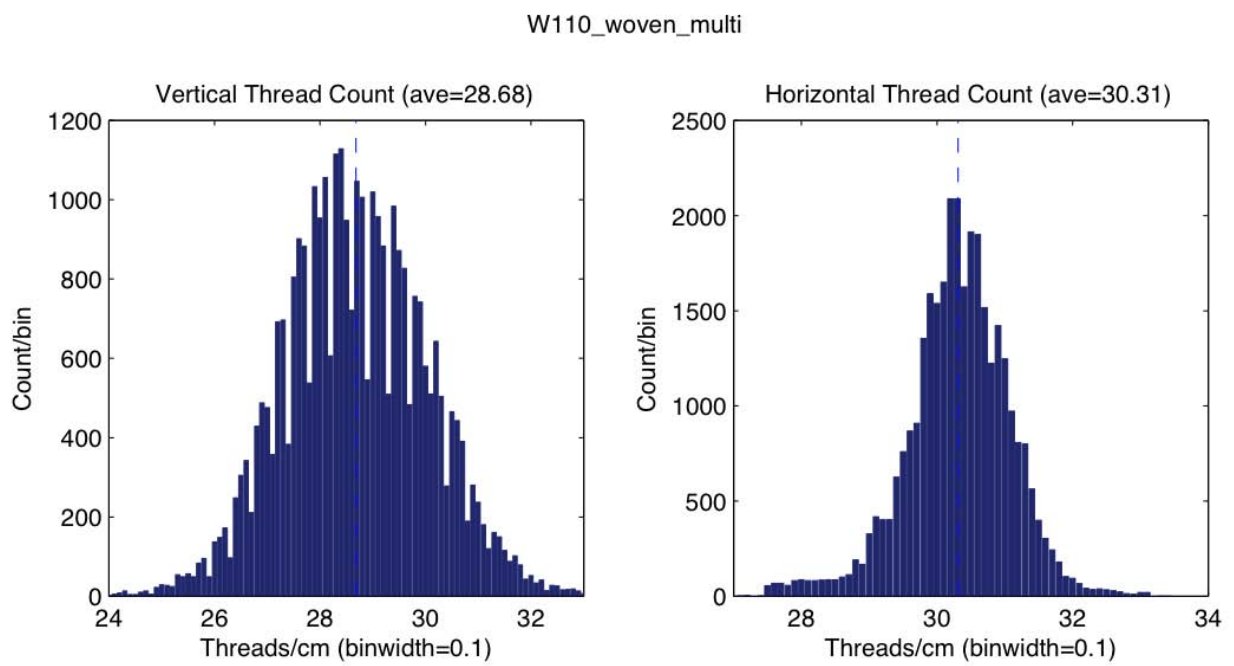 W110_woven_multi
Vertical Thread Count (ave=28.68)
1200
1000
800
600
400
200
0
Count/bin
24 26 28 30 32
Threads/cm (binwidth=0.1)
Horizontal Thread Count (ave=30.31)
2500
2000
1500
1000
500
0
Count/bin
28 30 32 34
Threads/cm (binwidth=0.1)